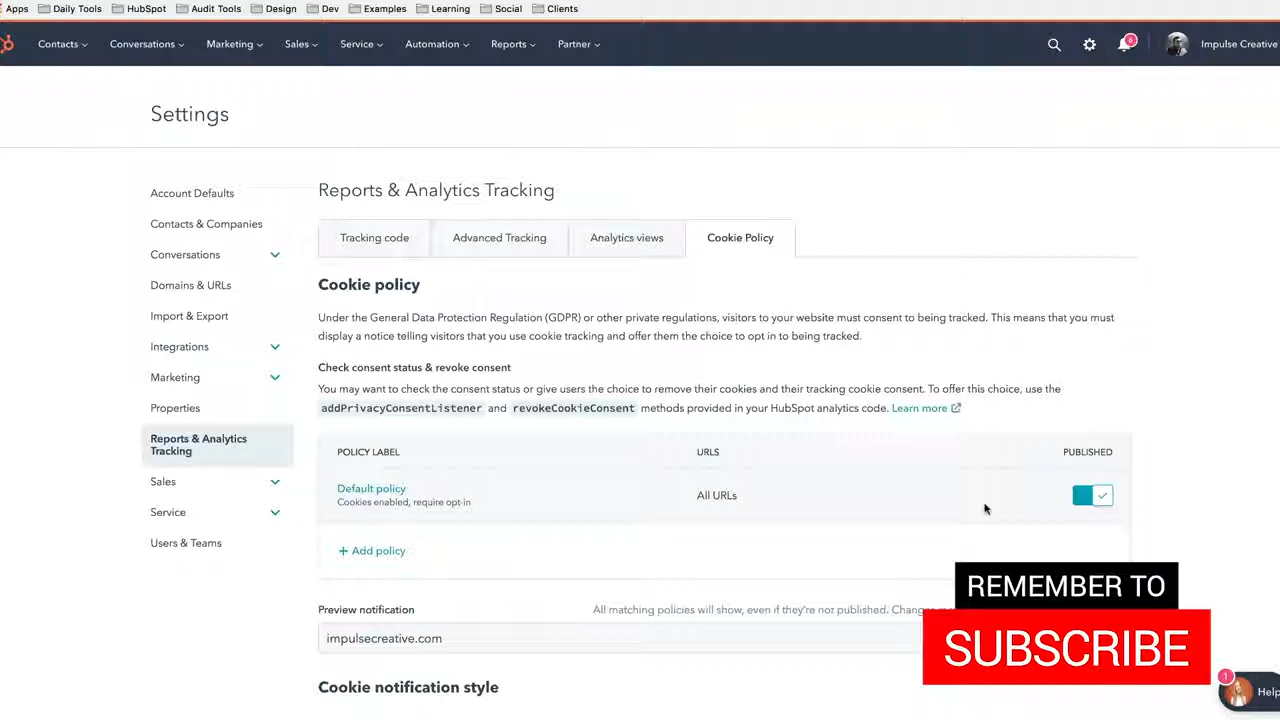 Apps Daily Tools HubSpot Audit Tools Design Dev Examples Learning Social Clients
Contacts Conversations Marketing Sales Service Automation Reports Partner 6 Impulse Creative
Settings
Account Defaults
Contacts & Companies
Conversations
Domains & URLs
Import & Export
Integrations
Marketing
Properties
Reports & Analytics
Tracking
Sales
Service
Users & Teams
Reports & Analytics Tracking
Tracking code Advanced Tracking Analytics views Cookie Policy
Cookie policy
Under the General Data Protection Regulation (GDPR) or other private regulations, visitors to your website must consent to being tracked. This means that you must
display a notice telling visitors that you use cookie tracking and offer them the choice to opt in to being tracked.
Check consent status & revoke consent
You may want to check the consent status or give users the choice to remove their cookies and their tracking cookie consent. To offer this choice, use the
addPrivacyConsentListener and revokeCookieConsent methods provided in your HubSpot analytics code. Learn more
POLICY LABEL URLS PUBLISHED
Default policy All URLs
Cookies enabled, require opt-in
+ Add policy
Preview notification All matching policies will show, even if they're not published.
impulsecreative.com
Cookie notification style
REMEMBER TO
SUBSCRIBE
1
Help